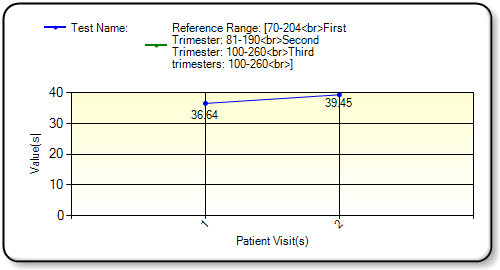 Test Name:
Reference Range: [70-204<br>First
Trimester: 81-190<br>Second
Trimester: 100-260<br>Third
trimesters: 100-260<br>]
Value(s)
40
30
20
10
0
36.64
39.45
1
2
Patient Visit(s)